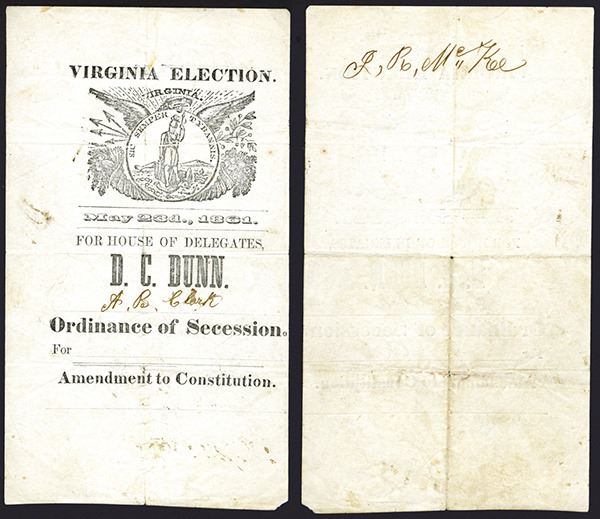 VIRGINIA ELECTION.
VIRGINIA.
SIC SEMPER TYRANNIS.
May 23d., 1861.
FOR HOUSE OF DELEGATES,
D. C. DUNN.
A. B. Clerk
Ordinance of Secession.
For
Amendment to Constitution.
J, R, McKee